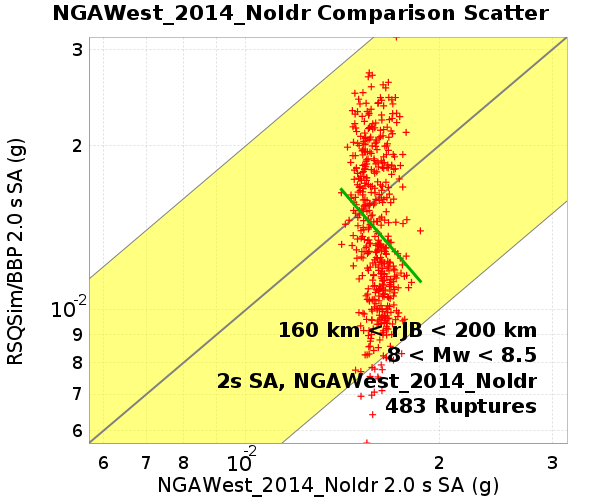 NGAWest_2014_NoIdr Comparison Scatter
RSQSim/BBP 2.0 s SA (g)
3
2
10⁻²
9
8
7
6
160 km < rJB < 200 km
8 < Mw < 8.5
2s SA, NGAWest_2014_NoIdr
483 Ruptures
6 7 8 10⁻² 2 3
NGAWest_2014_NoIdr 2.0 s SA (g)